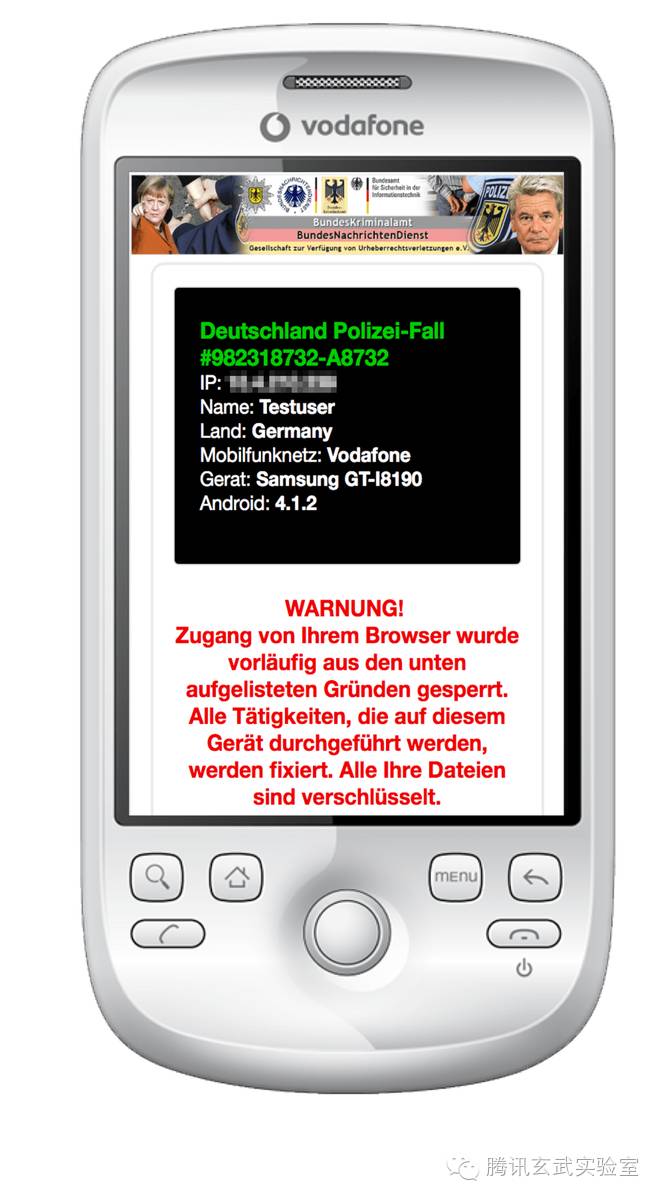 vodafone
Bundesamt
für Sicherheit in der
Informationstechnik
BUNDESNACHRICHTENDIENST
POLIZEI
BundesKriminalamt
BundesNachrichtenDienst
Gesellschaft zur Verfügung von Urheberrechtsverletzungen e.V.
Deutschland Polizei-Fall
#982318732-A8732
IP:
Name: Testuser
Land: Germany
Mobilfunknetz: Vodafone
Gerat: Samsung GT-I8190
Android: 4.1.2
WARNUNG!
Zugang von Ihrem Browser wurde
vorläufig aus den unten
aufgelisteten Gründen gesperrt.
Alle Tätigkeiten, die auf diesem
Gerät durchgeführt werden,
werden fixiert. Alle Ihre Dateien
sind verschlüsselt.
MENU
腾讯玄武实验室